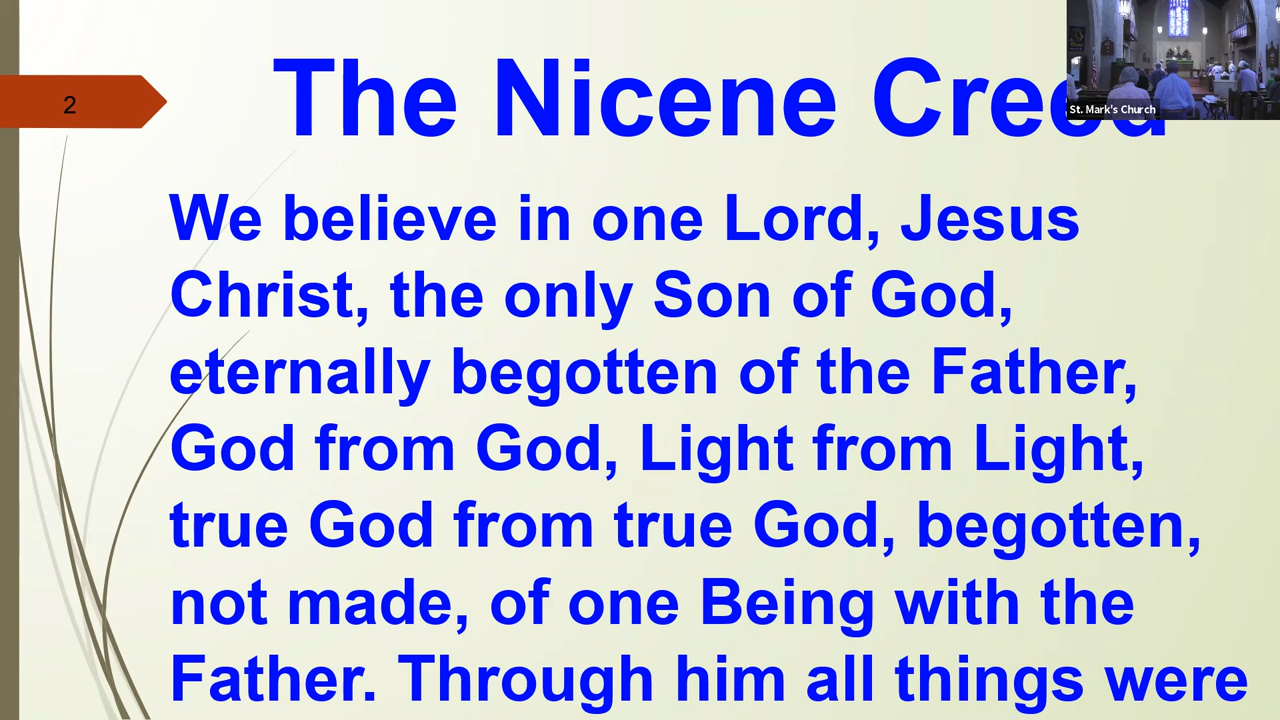 2
The Nicene Creed
St. Mark's Church
We believe in one Lord, Jesus
Christ, the only Son of God,
eternally begotten of the Father,
God from God, Light from Light,
true God from true God, begotten,
not made, of one Being with the
Father. Through him all things were